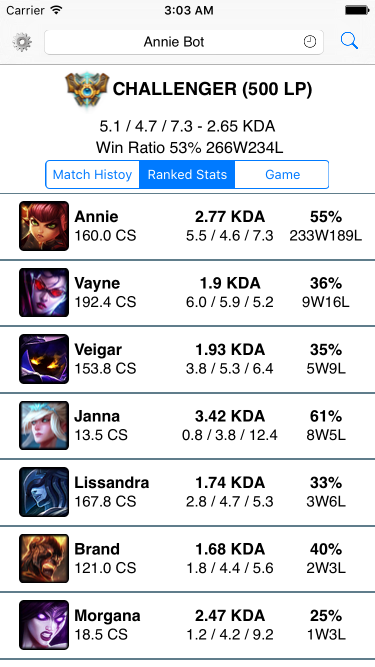 Carrier 3:03 AM
Annie Bot
CHALLENGER (500 LP)
5.1 / 4.7 / 7.3 - 2.65 KDA
Win Ratio 53% 266W234L
Match Histoy Ranked Stats Game
Annie 2.77 KDA 55%
160.0 CS 5.5 / 4.6 / 7.3 233W189L
Vayne 1.9 KDA 36%
192.4 CS 6.0 / 5.9 / 5.2 9W16L
Veigar 1.93 KDA 35%
153.8 CS 3.8 / 5.3 / 6.4 5W9L
Janna 3.42 KDA 61%
13.5 CS 0.8 / 3.8 / 12.4 8W5L
Lissandra 1.74 KDA 33%
167.8 CS 2.8 / 4.7 / 5.3 3W6L
Brand 1.68 KDA 40%
121.0 CS 1.8 / 4.4 / 5.6 2W3L
Morgana 2.47 KDA 25%
18.5 CS 1.2 / 4.2 / 9.2 1W3L